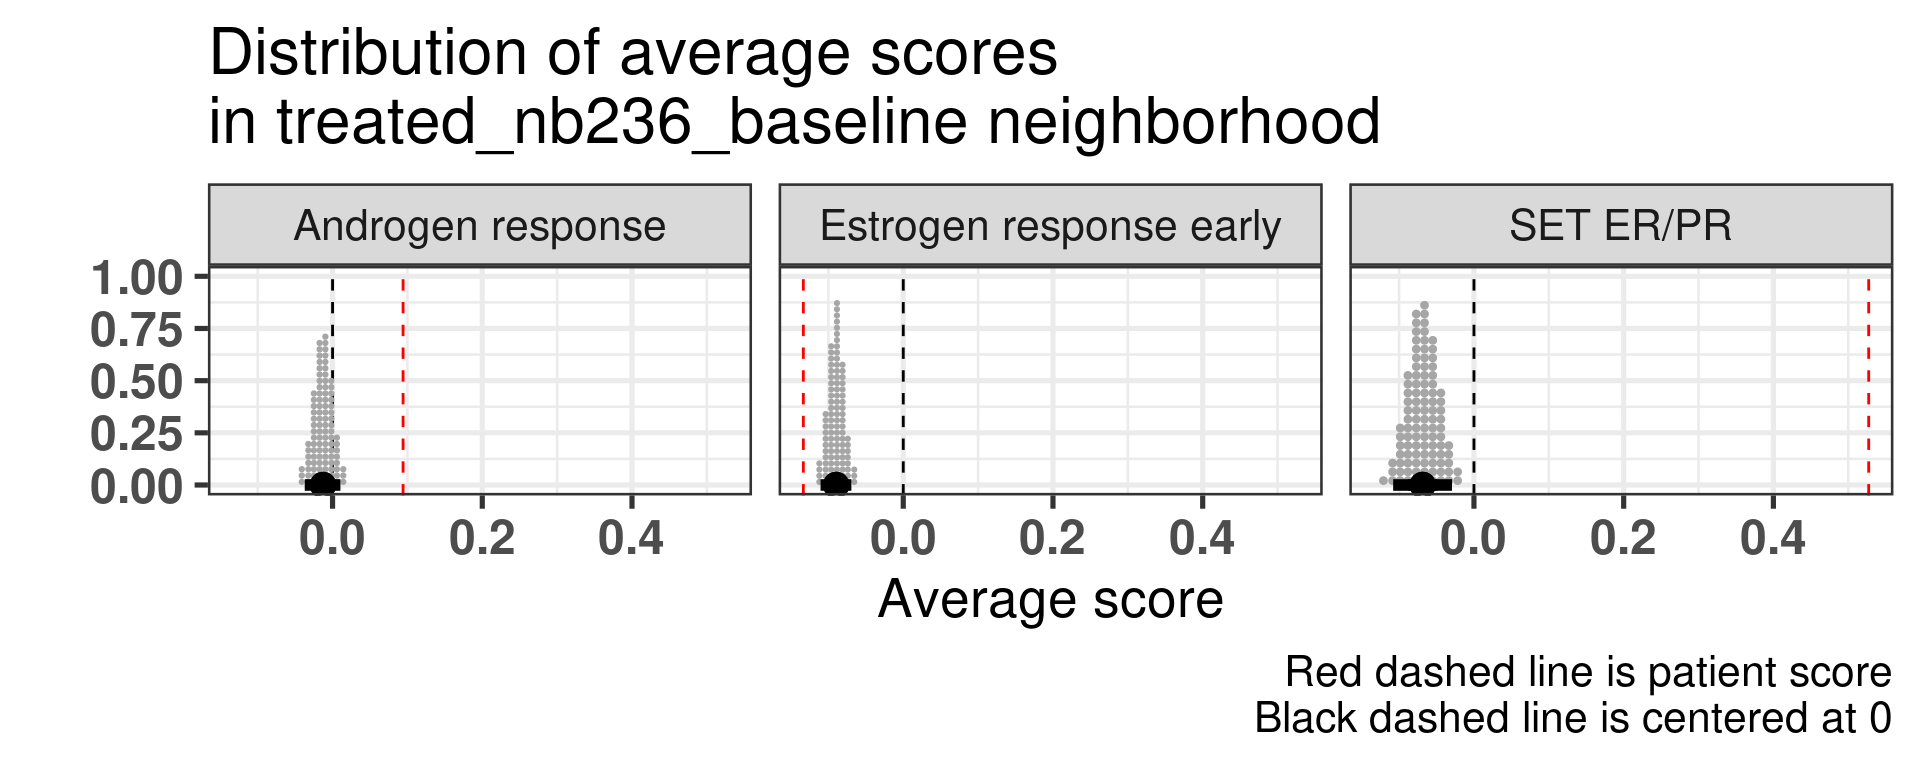 Distribution of average scores
in treated_nb236_baseline neighborhood
Androgen response
Estrogen response early
SET ER/PR
1.00
0.75
0.50
0.25
0.00
0.0 0.2 0.4
0.0 0.2 0.4
0.0 0.2 0.4
Average score
Red dashed line is patient score
Black dashed line is centered at 0